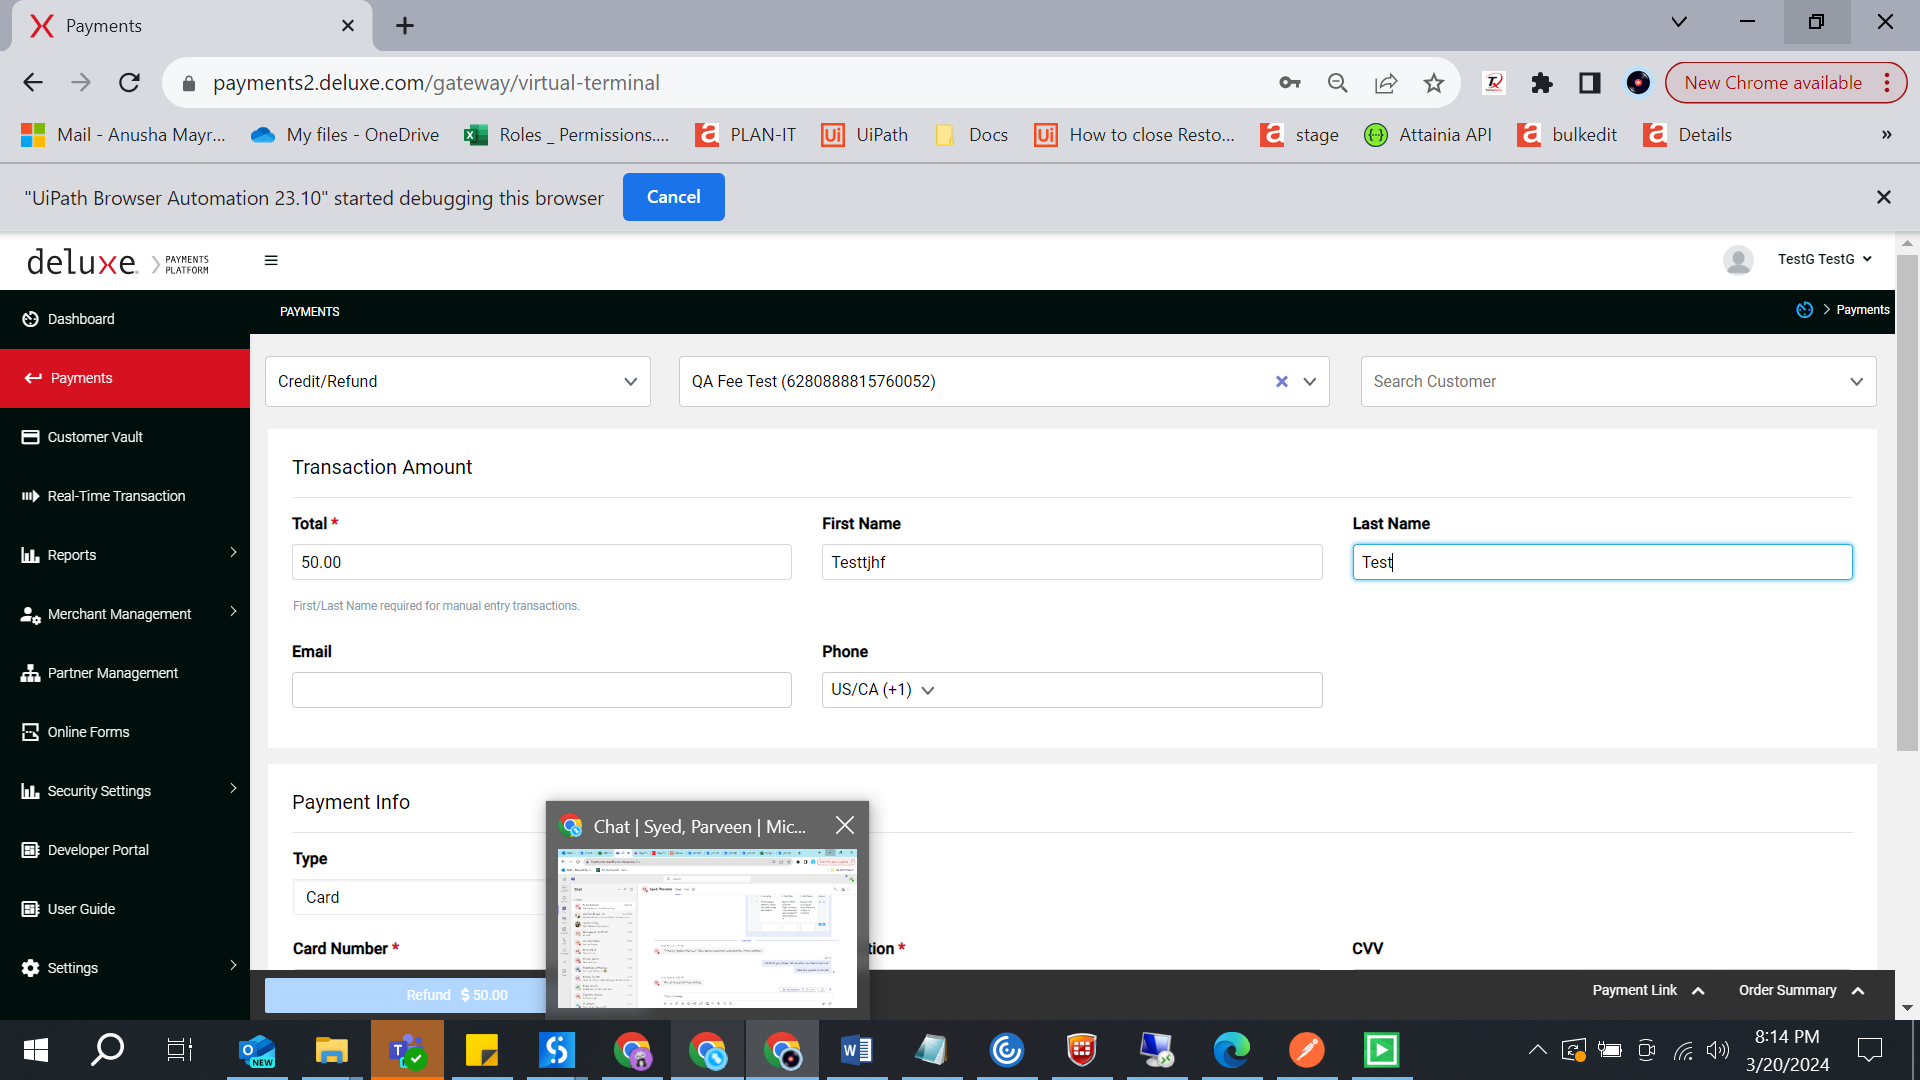 Payments
payments2.deluxe.com/gateway/virtual-terminal
New Chrome available
Mail - Anusha Mayr...
My files - OneDrive
Roles _ Permissions....
PLAN-IT
UiPath
Docs
How to close Resto...
stage
Attainia API
bulkedit
Details
»
"UiPath Browser Automation 23.10" started debugging this browser
Cancel
deluxe.
PAYMENTS
PLATFORM
TestG TestG
Dashboard
PAYMENTS
Payments
Payments
Credit/Refund
QA Fee Test (6280888815760052)
Search Customer
Customer Vault
Transaction Amount
Real-Time Transaction
Total *
First Name
Last Name
Reports
50.00
Testtjhf
Test
First/Last Name required for manual entry transactions.
Merchant Management
Email
Phone
Partner Management
US/CA (+1)
Online Forms
Security Settings
Payment Info
Chat | Syed, Parveen | Mic...
Developer Portal
Type
Card
User Guide
Card Number *
tion *
CVV
Settings
Refund $ 50.00
Payment Link
Order Summary
NEW
8:14 PM
3/20/2024